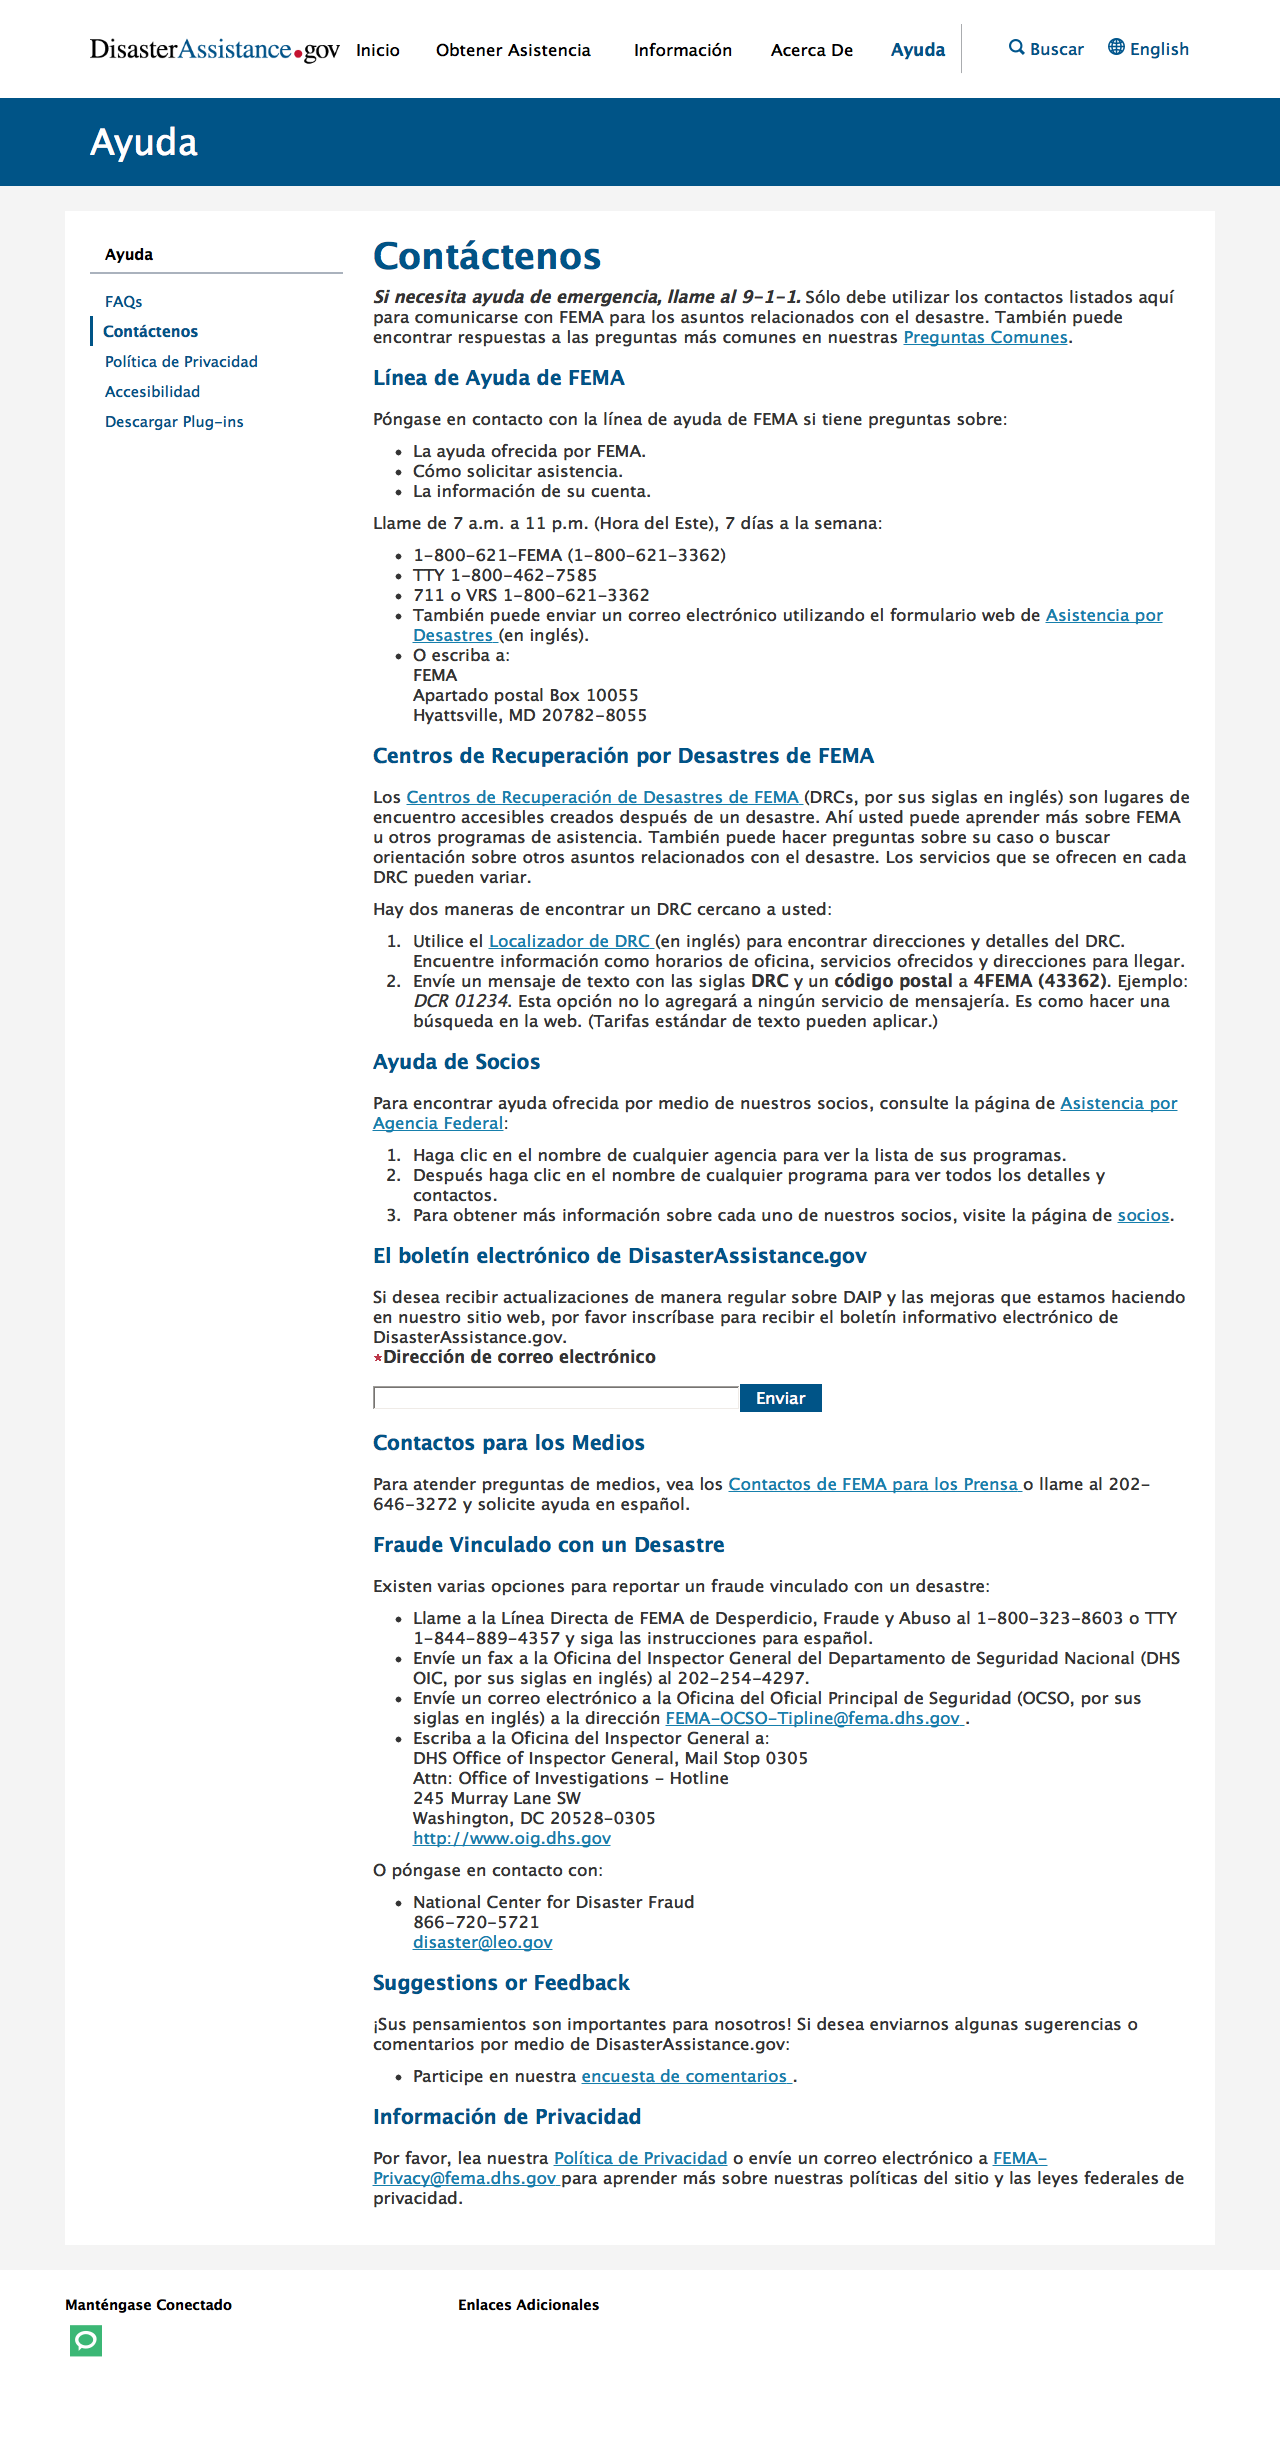 DisasterAssistance.gov Inicio Obtener Asistencia Información Acerca De Ayuda Buscar English
Ayuda
Ayuda
FAQs
Contáctenos
Política de Privacidad
Accesibilidad
Descargar Plug-ins
Contáctenos
Si necesita ayuda de emergencia, llame al 9-1-1. Sólo debe utilizar los contactos listados aquí
para comunicarse con FEMA para los asuntos relacionados con el desastre. También puede
encontrar respuestas a las preguntas más comunes en nuestras Preguntas Comunes.
Línea de Ayuda de FEMA
Póngase en contacto con la línea de ayuda de FEMA si tiene preguntas sobre:
• La ayuda ofrecida por FEMA.
• Cómo solicitar asistencia.
• La información de su cuenta.
Llame de 7 a.m. a 11 p.m. (Hora del Este), 7 días a la semana:
• 1-800-621-FEMA (1-800-621-3362)
• TTY 1-800-462-7585
• 711 o VRS 1-800-621-3362
• También puede enviar un correo electrónico utilizando el formulario web de Asistencia por
Desastres (en inglés).
• O escriba a:
FEMA
Apartado postal Box 10055
Hyattsville, MD 20782-8055
Centros de Recuperación por Desastres de FEMA
Los Centros de Recuperación de Desastres de FEMA (DRCs, por sus siglas en inglés) son lugares de
encuentro accesibles creados después de un desastre. Ahí usted puede aprender más sobre FEMA
u otros programas de asistencia. También puede hacer preguntas sobre su caso o buscar
orientación sobre otros asuntos relacionados con el desastre. Los servicios que se ofrecen en cada
DRC pueden variar.
Hay dos maneras de encontrar un DRC cercano a usted:
1. Utilice el Localizador de DRC (en inglés) para encontrar direcciones y detalles del DRC.
Encuentre información como horarios de oficina, servicios ofrecidos y direcciones para llegar.
2. Envíe un mensaje de texto con las siglas DRC y un código postal a 4FEMA (43362). Ejemplo:
DCR 01234. Esta opción no lo agregará a ningún servicio de mensajería. Es como hacer una
búsqueda en la web. (Tarifas estándar de texto pueden aplicar.)
Ayuda de Socios
Para encontrar ayuda ofrecida por medio de nuestros socios, consulte la página de Asistencia por
Agencia Federal:
1. Haga clic en el nombre de cualquier agencia para ver la lista de sus programas.
2. Después haga clic en el nombre de cualquier programa para ver todos los detalles y
contactos.
3. Para obtener más información sobre cada uno de nuestros socios, visite la página de socios.
El boletín electrónico de DisasterAssistance.gov
Si desea recibir actualizaciones de manera regular sobre DAIP y las mejoras que estamos haciendo
en nuestro sitio web, por favor inscríbase para recibir el boletín informativo electrónico de
DisasterAssistance.gov.
*Dirección de correo electrónico
Enviar
Contactos para los Medios
Para atender preguntas de medios, vea los Contactos de FEMA para los Prensa o llame al 202-
646-3272 y solicite ayuda en español.
Fraude Vinculado con un Desastre
Existen varias opciones para reportar un fraude vinculado con un desastre:
• Llame a la Línea Directa de FEMA de Desperdicio, Fraude y Abuso al 1-800-323-8603 o TTY
1-844-889-4357 y siga las instrucciones para español.
• Envíe un fax a la Oficina del Inspector General del Departamento de Seguridad Nacional (DHS
OIC, por sus siglas en inglés) al 202-254-4297.
• Envíe un correo electrónico a la Oficina del Oficial Principal de Seguridad (OCSO, por sus
siglas en inglés) a la dirección FEMA-OCSO-Tipline@fema.dhs.gov .
• Escriba a la Oficina del Inspector General a:
DHS Office of Inspector General, Mail Stop 0305
Attn: Office of Investigations - Hotline
245 Murray Lane SW
Washington, DC 20528-0305
http://www.oig.dhs.gov
O póngase en contacto con:
• National Center for Disaster Fraud
866-720-5721
disaster@leo.gov
Suggestions or Feedback
¡Sus pensamientos son importantes para nosotros! Si desea enviarnos algunas sugerencias o
comentarios por medio de DisasterAssistance.gov:
• Participe en nuestra encuesta de comentarios .
Información de Privacidad
Por favor, lea nuestra Política de Privacidad o envíe un correo electrónico a FEMA-
Privacy@fema.dhs.gov para aprender más sobre nuestras políticas del sitio y las leyes federales de
privacidad.
Manténgase Conectado
Enlaces Adicionales